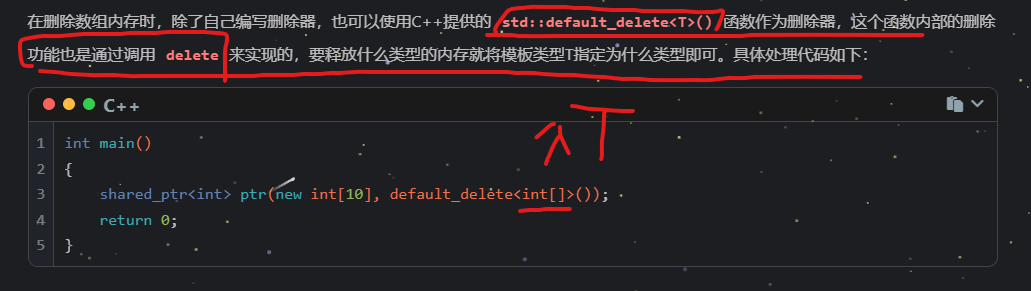 在删除数组内存时，除了自己编写删除器，也可以使用C++提供的 std::default_delete<T>() 函数作为删除器，这个函数内部的删除
功能也是通过调用 delete 来实现的，要释放什么类型的内存就将模板类型T指定为什么类型即可。具体处理代码如下：
C++
T
1 int main()
2 {
3     shared_ptr<int> ptr(new int[10], default_delete<int[]>());
4     return 0;
5 }